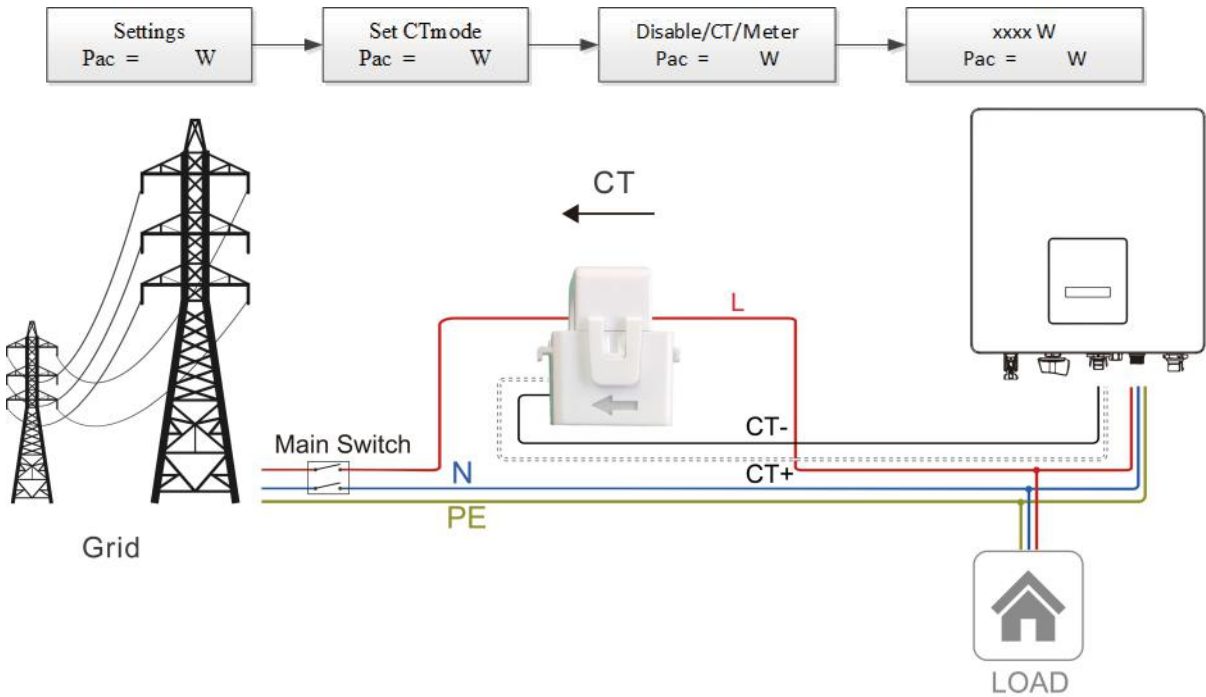 Settings
Pac = W
Set CTmode
Pac = W
Disable/CT/Meter
Pac = W
xxxx W
Pac = W
CT
L
CT-
Main Switch
N
CT+
PE
Grid
LOAD